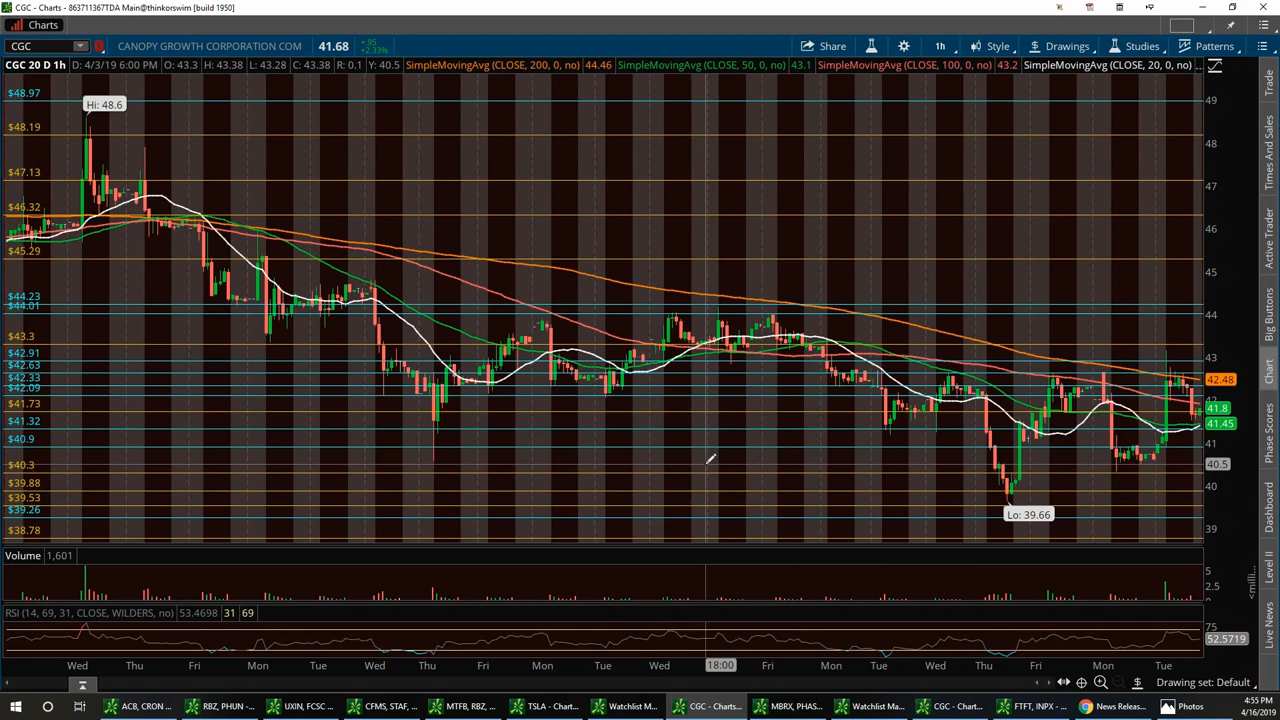 CGC - Charts - 863711367TDA Main@thinkorswim [build 1950]
Charts
CGC CANOPY GROWTH CORPORATION COM 41.68 +.95 +2.33% Share 1h Style Drawings Studies Patterns
CGC 20 D 1h D: 4/3/19 6:00 PM O: 43.3 H: 43.38 L: 43.28 C: 43.38 R: 0.1 Y: 40.5 SimpleMovingAvg (CLOSE, 200, 0, no) 44.46 SimpleMovingAvg (CLOSE, 50, 0, no) 43.1 SimpleMovingAvg (CLOSE, 100, 0, no) 43.2 SimpleMovingAvg (CLOSE, 20, 0, no) ...
$48.97
Hi: 48.6
$48.19
$47.13
$46.32
$45.29
$44.23
$44.01
$43.3
$42.91
$42.63
$42.33
$42.09
$41.73
$41.32
$40.9
$40.3
$39.88
$39.53
$39.26
$38.78
Lo: 39.66
49
48
47
46
45
44
43
42.48
42
41.8
41.45
41
40.5
40
39
Trade
Times And Sales
Active Trader
Big Buttons
Chart
Phase Scores
Dashboard
Level II
Live News
Volume 1,601
5
2.5
0
<milli...
RSI (14, 69, 31, CLOSE, WILDERS, no) 53.4698 31 69
75
52.5719
Wed Thu Fri Mon Tue Wed Thu Fri Mon Tue Wed 18:00 Fri Mon Tue Wed Thu Fri Mon Tue
Drawing set: Default
ACB, CRON ... RBZ, PHUN -... UXIN, FCSC ... CFMS, STAF, ... MTFB, RBZ, ... TSLA - Chart... Watchlist M... CGC - Charts... MBRX, PHAS... Watchlist Ma... CGC - Chart... FTFT, INPX - ... News Releas... Photos
4:55 PM
4/16/2019